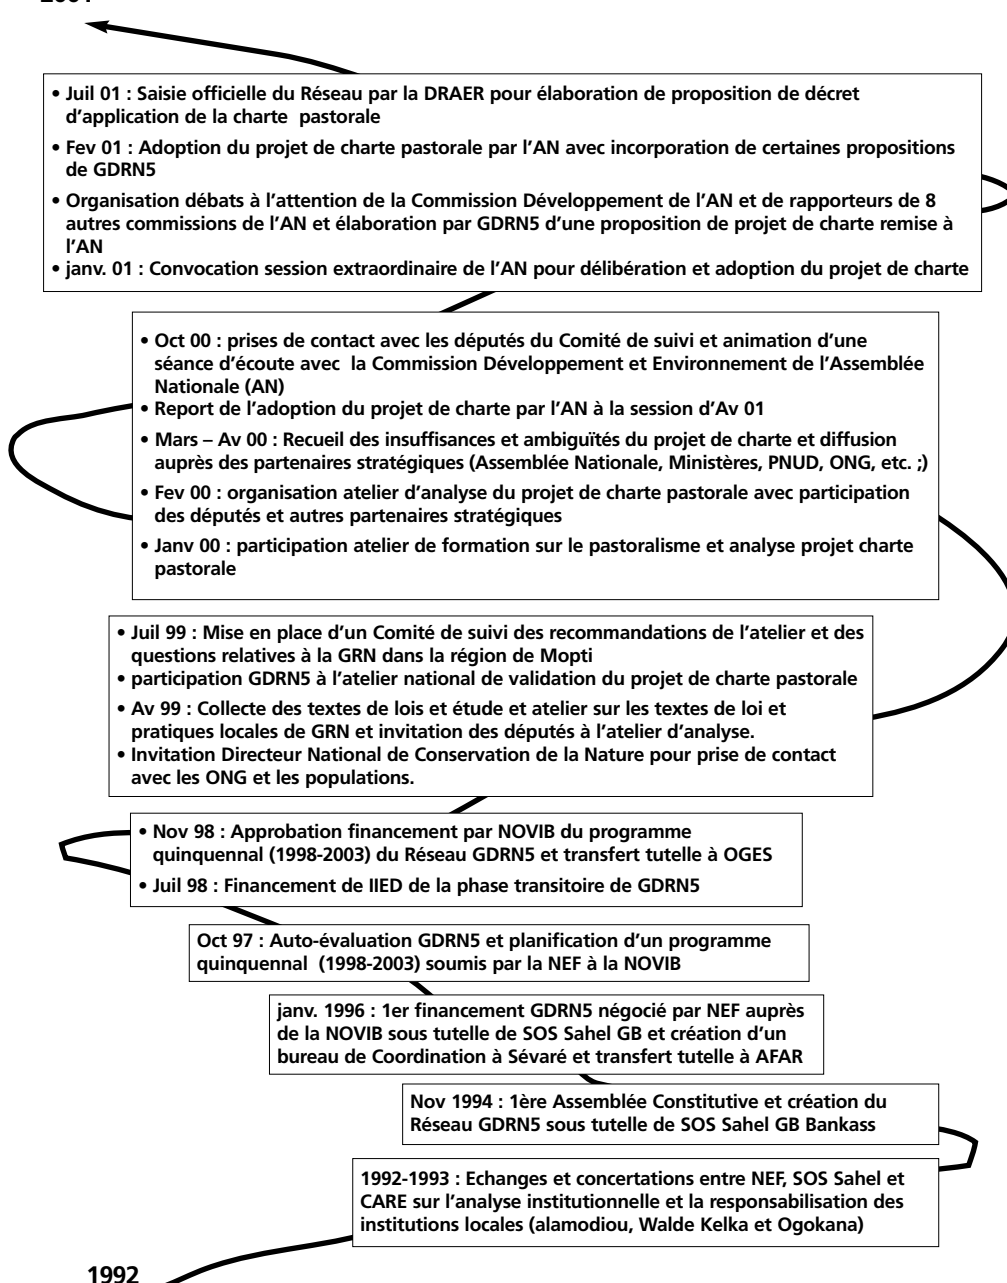 • Juil 01 : Saisie officielle du Réseau par la DRAER pour élaboration de proposition de décret
d'application de la charte pastorale
• Fev 01 : Adoption du projet de charte pastorale par l'AN avec incorporation de certaines propositions
de GDRN5
• Organisation débats à l'attention de la Commission Développement de l'AN et de rapporteurs de 8
autres commissions de l'AN et élaboration par GDRN5 d'une proposition de projet de charte remise à
l'AN
• janv. 01 : Convocation session extraordinaire de l'AN pour délibération et adoption du projet de charte
• Oct 00 : prises de contact avec les députés du Comité de suivi et animation d'une
séance d'écoute avec la Commission Développement et Environnement de l'Assemblée
Nationale (AN)
• Report de l'adoption du projet de charte par l'AN à la session d'Av 01
• Mars – Av 00 : Recueil des insuffisances et ambiguïtés du projet de charte et diffusion
auprès des partenaires stratégiques (Assemblée Nationale, Ministères, PNUD, ONG, etc. ;)
• Fev 00 : organisation atelier d'analyse du projet de charte pastorale avec participation
des députés et autres partenaires stratégiques
• Janv 00 : participation atelier de formation sur le pastoralisme et analyse projet charte
pastorale
• Juil 99 : Mise en place d'un Comité de suivi des recommandations de l'atelier et des
questions relatives à la GRN dans la région de Mopti
• participation GDRN5 à l'atelier national de validation du projet de charte pastorale
• Av 99 : Collecte des textes de lois et étude et atelier sur les textes de loi et
pratiques locales de GRN et invitation des députés à l'atelier d'analyse.
• Invitation Directeur National de Conservation de la Nature pour prise de contact
avec les ONG et les populations.
• Nov 98 : Approbation financement par NOVIB du programme
quinquennal (1998-2003) du Réseau GDRN5 et transfert tutelle à OGES
• Juil 98 : Financement de IIED de la phase transitoire de GDRN5
Oct 97 : Auto-évaluation GDRN5 et planification d'un programme
quinquennal (1998-2003) soumis par la NEF à la NOVIB
janv. 1996 : 1er financement GDRN5 négocié par NEF auprès
de la NOVIB sous tutelle de SOS Sahel GB et création d'un
bureau de Coordination à Sévaré et transfert tutelle à AFAR
Nov 1994 : 1ère Assemblée Constitutive et création du
Réseau GDRN5 sous tutelle de SOS Sahel GB Bankass
1992-1993 : Echanges et concertations entre NEF, SOS Sahel et
CARE sur l'analyse institutionnelle et la responsabilisation des
institutions locales (alamodiou, Walde Kelka et Ogokana)
1992